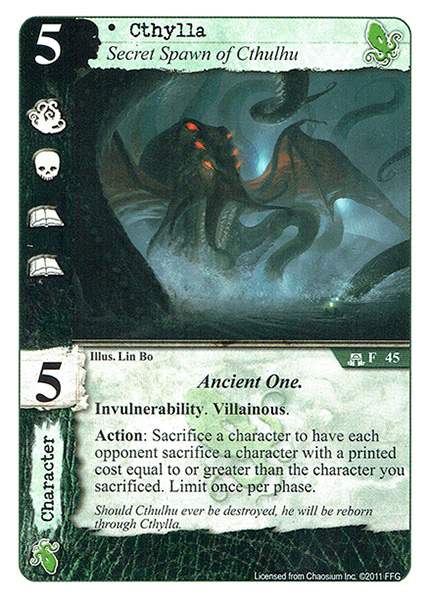 5
• Cthylla
Secret Spawn of Cthulhu
Illus. Lin Bo
F 45
5
Character
Ancient One.
Invulnerability. Villainous.
Action: Sacrifice a character to have each
opponent sacrifice a character with a printed
cost equal to or greater than the character you
sacrificed. Limit once per phase.
Should Cthulhu ever be destroyed, he will be reborn
through Cthylla.
Licensed from Chaosium Inc. ©2011 FFG